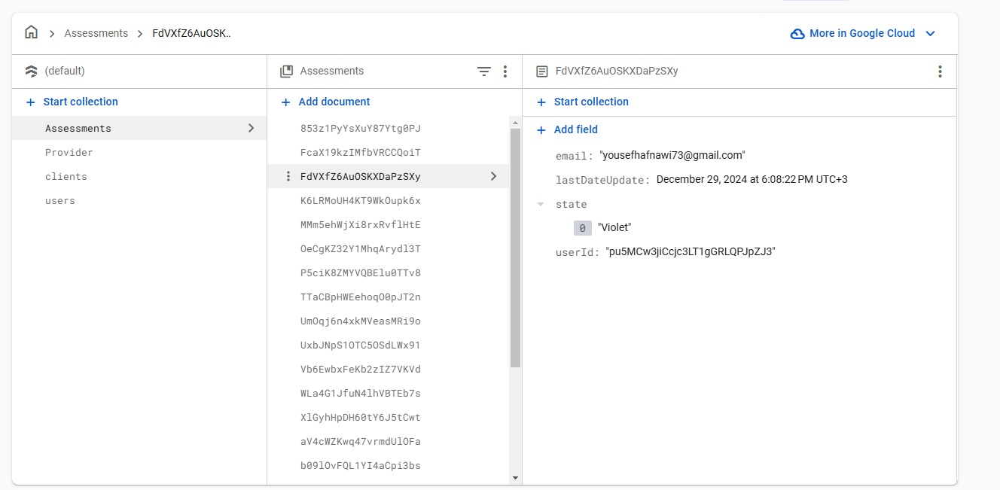 Assessments
FdVXfZ6AuOSK..
More in Google Cloud
(default)
Assessments
FdVXfZ6AuOSKXDaPzSXy
Start collection
Add document
Start collection
Assessments
Provider
clients
users
853z1PyYsXuY87Ytg0PJ
FcaX19kzIMfbVRCCQoiT
FdVXfZ6AuOSKXDaPzSXy
K6LRMoUH4KT9WkOupk6x
MMm5ehWjXi8rxRvflHtE
OeCgKZ32Y1MhqArydl3T
P5ciK8ZMYVQBElu0TTv8
TTaCBpHWEehoqO0pJT2n
UmOqj6n4xkMVeasMRi9o
UxbJNpS1OTC5OSdLWx91
Vb6EwbxFeKb2zIZ7VKVd
WLa4G1JfuN4lhVBTEb7s
XlGyhHpDH60tY6J5tCwt
aV4cWZKwq47vrmdUlOFa
b09lOvFQL1YI4aCpi3bs
Add field
email: "yousefhafnawi73@gmail.com"
lastDateUpdate: December 29, 2024 at 6:08:22 PM UTC+3
state
0 "Violet"
userId: "pu5MCw3jiCcjc3LT1gGRLQPJpZJ3"